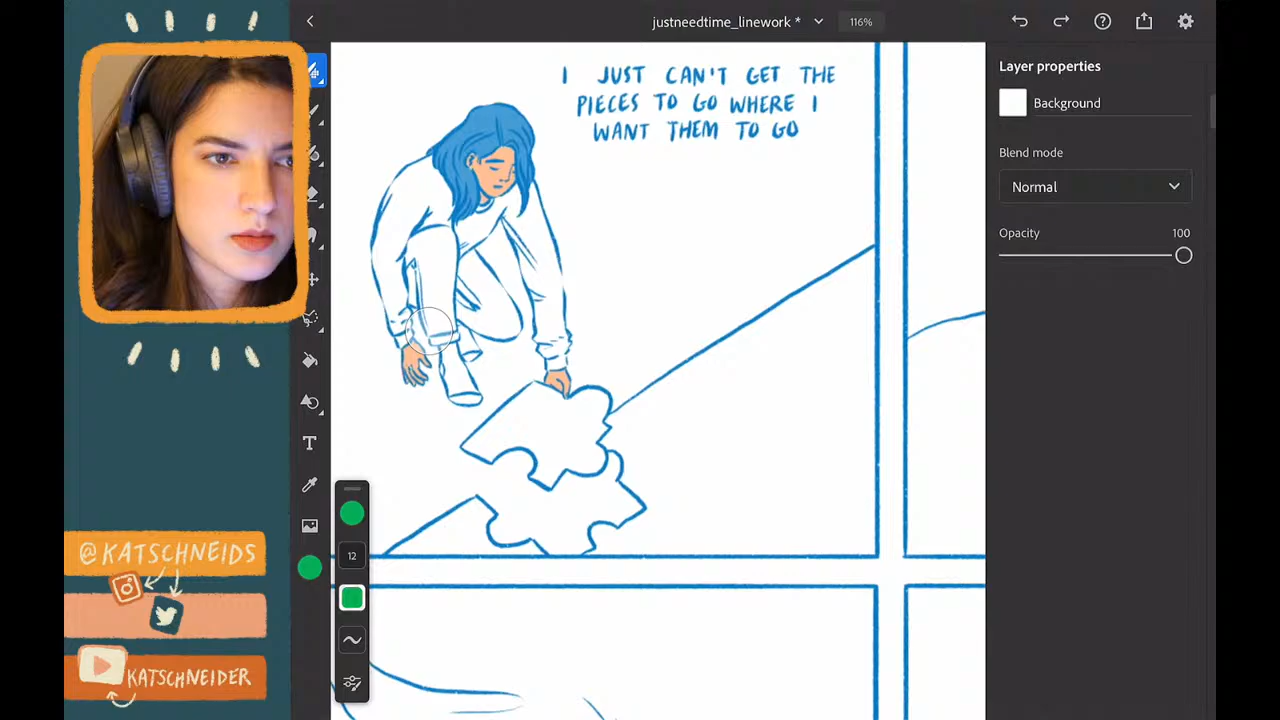 justneedtime_linework *
116%
I JUST CAN'T GET THE
PIECES TO GO WHERE I
WANT THEM TO GO
Layer properties
Background
Blend mode
Normal
Opacity
100
12
T
@KATSCHNEIDS
KATSCHNEIDER